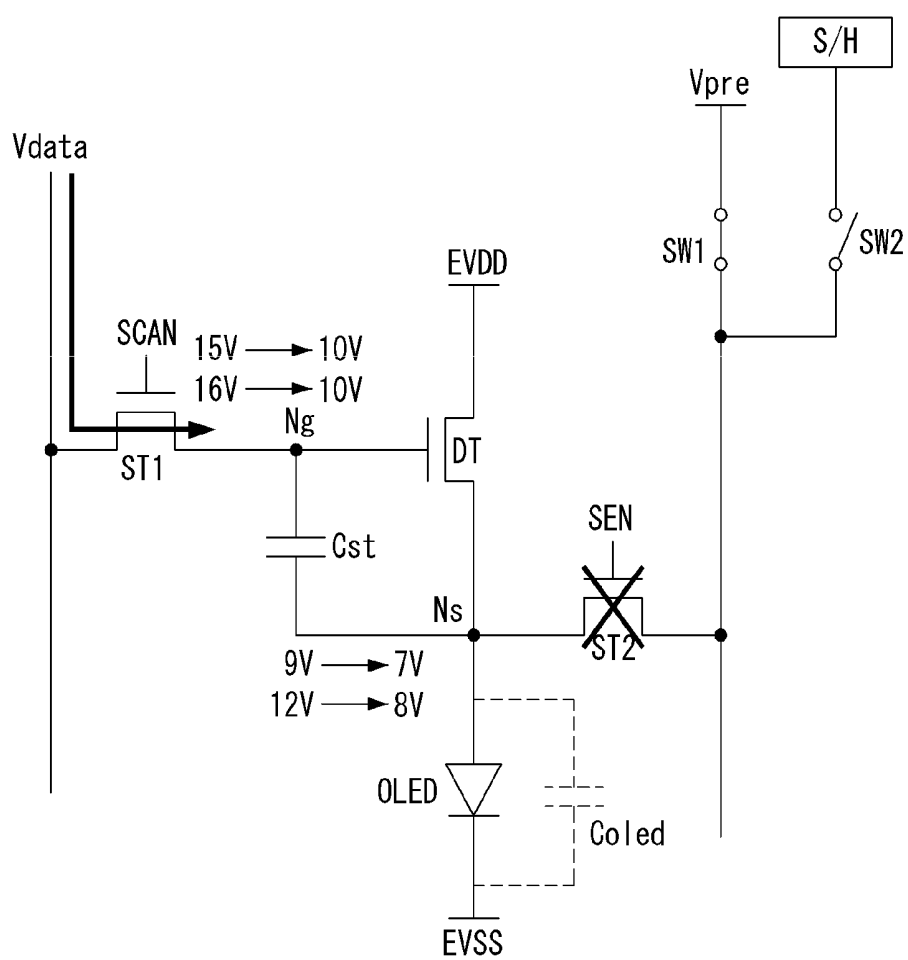 S/H
Vpre
Vdata
SW1
SW2
EVDD
SCAN
15V 10V
16V 10V
Ng
DT
ST1
SEN
Cst
Ns
ST2
9V 7V
12V 8V
OLED
Coled
EVSS